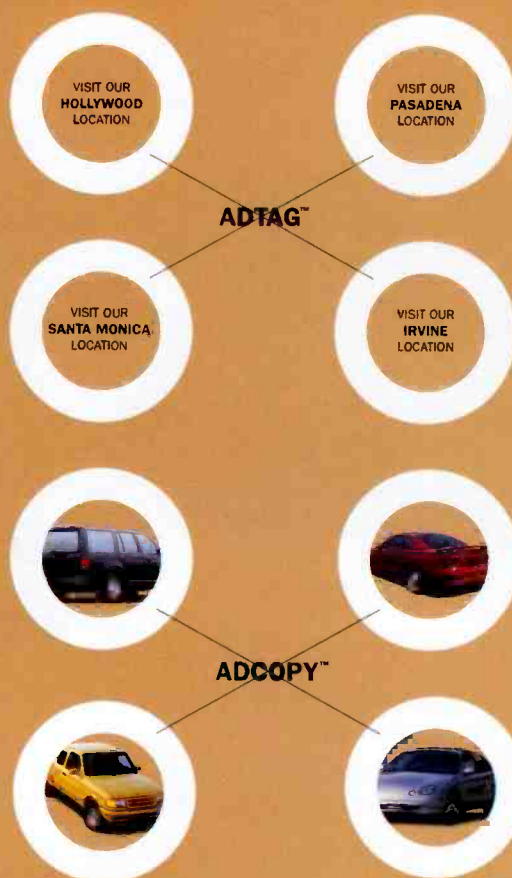 VISIT OUR
HOLLYWOOD
LOCATION
VISIT OUR
PASADENA
LOCATION
ADTAG™
VISIT OUR
SANTA MONICA
LOCATION
VISIT OUR
IRVINE
LOCATION
ADCOPY™